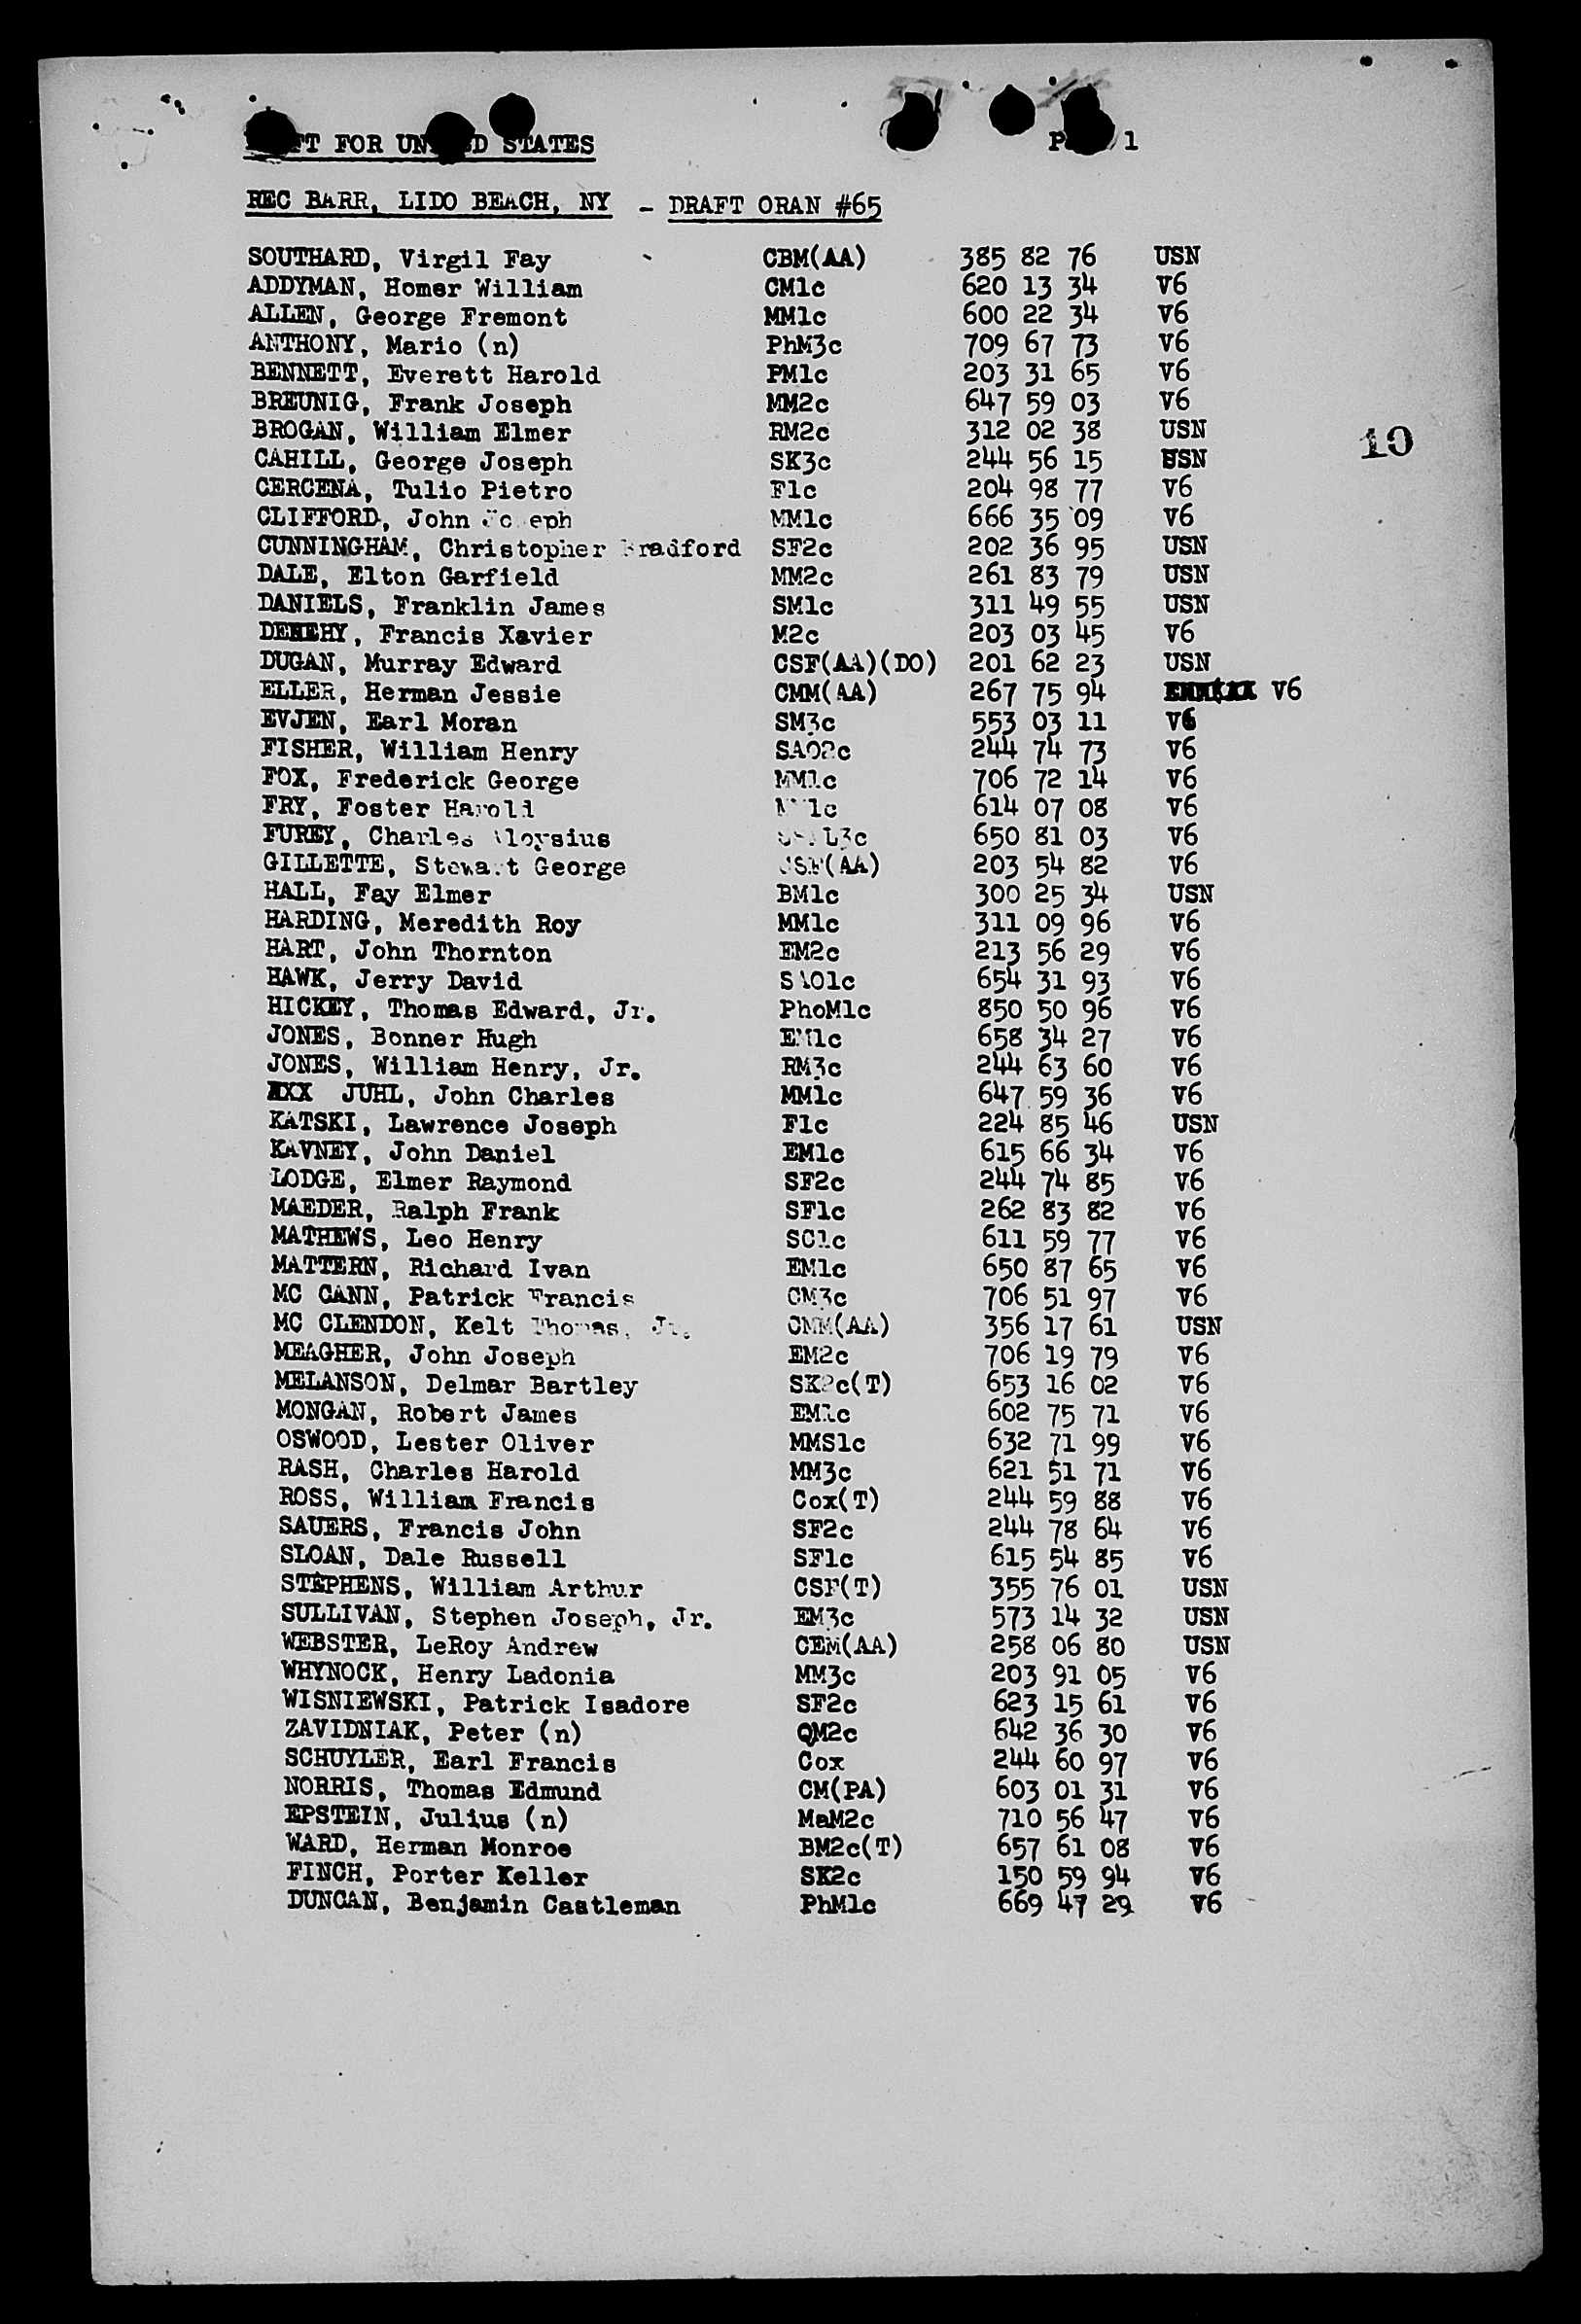 FOR STATES 1
REC BARR, LIDO BEACH, NY - DRAFT ORAN #65
SOUTHARD, Virgil Fay CBM(AA) 385 82 76 USN
ADDYMAN, Homer William CM1c 620 13 34 V6
ALLEN, George Fremont MM1c 600 22 34 V6
ANTHONY, Mario (n) PhM3c 709 67 73 V6
BENNETT, Everett Harold PM1c 203 31 65 V6
BREUNIG, Frank Joseph MM2c 647 59 03 V6
BROGAN, William Elmer RM2c 312 02 38 USN
10
CAHILL, George Joseph SK3c 244 56 15 USN
CERCENA, Tulio Pietro F1c 204 98 77 V6
CLIFFORD, John Joseph MM1c 666 35 09 V6
CUNNINGHAM, Christopher Bradford SF2c 202 36 95 USN
DALE, Elton Garfield MM2c 261 83 79 USN
DANIELS, Franklin James SM1c 311 49 55 USN
Francis Xavier M2c 203 03 45 V6
DUGAN, Murray Edward CSF(AA)(DO) 201 62 23 USN
ELLER, Herman Jessie CMM(AA) 267 75 94 V6
EVJEN, Earl Moran SM3c 553 03 11 V6
FISHER, William Henry SAO2c 244 74 73 V6
FOX, Frederick George MM1c 706 72 14 V6
FRY, Foster Harold 614 07 08 V6
FUREY, Charles Aloysius 650 81 03 V6
GILLETTE, Stewart George CSF(AA) 203 54 82 V6
HALL, Fay Elmer BM1c 300 25 34 USN
HARDING, Meredith Roy MM1c 311 09 96 V6
HART, John Thornton EM2c 213 56 29 V6
HAWK, Jerry David SAO1c 654 31 93 V6
HICKEY, Thomas Edward, Jr. PhoM1c 850 50 96 V6
JONES, Bonner Hugh EM1c 658 34 27 V6
JONES, William Henry, Jr. RM3c 244 63 60 V6
XXX JUHL, John Charles MM1c 647 59 36 V6
KATSKI, Lawrence Joseph F1c 224 85 46 USN
KAVNEY, John Daniel EM1c 615 66 34 V6
LODGE, Elmer Raymond SF2c 244 74 85 V6
MAEDER, Ralph Frank SF1c 262 83 82 V6
MATHEWS, Leo Henry SC1c 611 59 77 V6
MATTERN, Richard Ivan EM1c 650 87 65 V6
MC CANN, Patrick Francis CM3c 706 51 97 V6
MC CLENDON, Kelt Thomas, Jr. CMM(AA) 356 17 61 USN
MEAGHER, John Joseph EM2c 706 19 79 V6
MELANSON, Delmar Bartley SK2c(T) 653 16 02 V6
MONGAN, Robert James EM1c 602 75 71 V6
OSWOOD, Lester Oliver MMS1c 632 71 99 V6
RASH, Charles Harold MM3c 621 51 71 V6
ROSS, William Francis Cox(T) 244 59 88 V6
SAUERS, Francis John SF2c 244 78 64 V6
SLOAN, Dale Russell SF1c 615 54 85 V6
STEPHENS, William Arthur CSF(T) 355 76 01 USN
SULLIVAN, Stephen Joseph, Jr. EM3c 573 14 32 USN
WEBSTER, LeRoy Andrew CEM(AA) 258 06 80 USN
WHYNOCK, Henry Ladonia MM3c 203 91 05 V6
WISNIEWSKI, Patrick Isadore SF2c 623 15 61 V6
ZAVIDNIAK, Peter (n) QM2c 642 36 30 V6
SCHUYLER, Earl Francis Cox 244 60 97 V6
NORRIS, Thomas Edmund CM(PA) 603 01 31 V6
EPSTEIN, Julius (n) MaM2c 710 56 47 V6
WARD, Herman Monroe BM2c(T) 657 61 08 V6
FINCH, Porter Keller SK2c 150 59 94 V6
DUNCAN, Benjamin Castleman PhM1c 669 47 29 V6